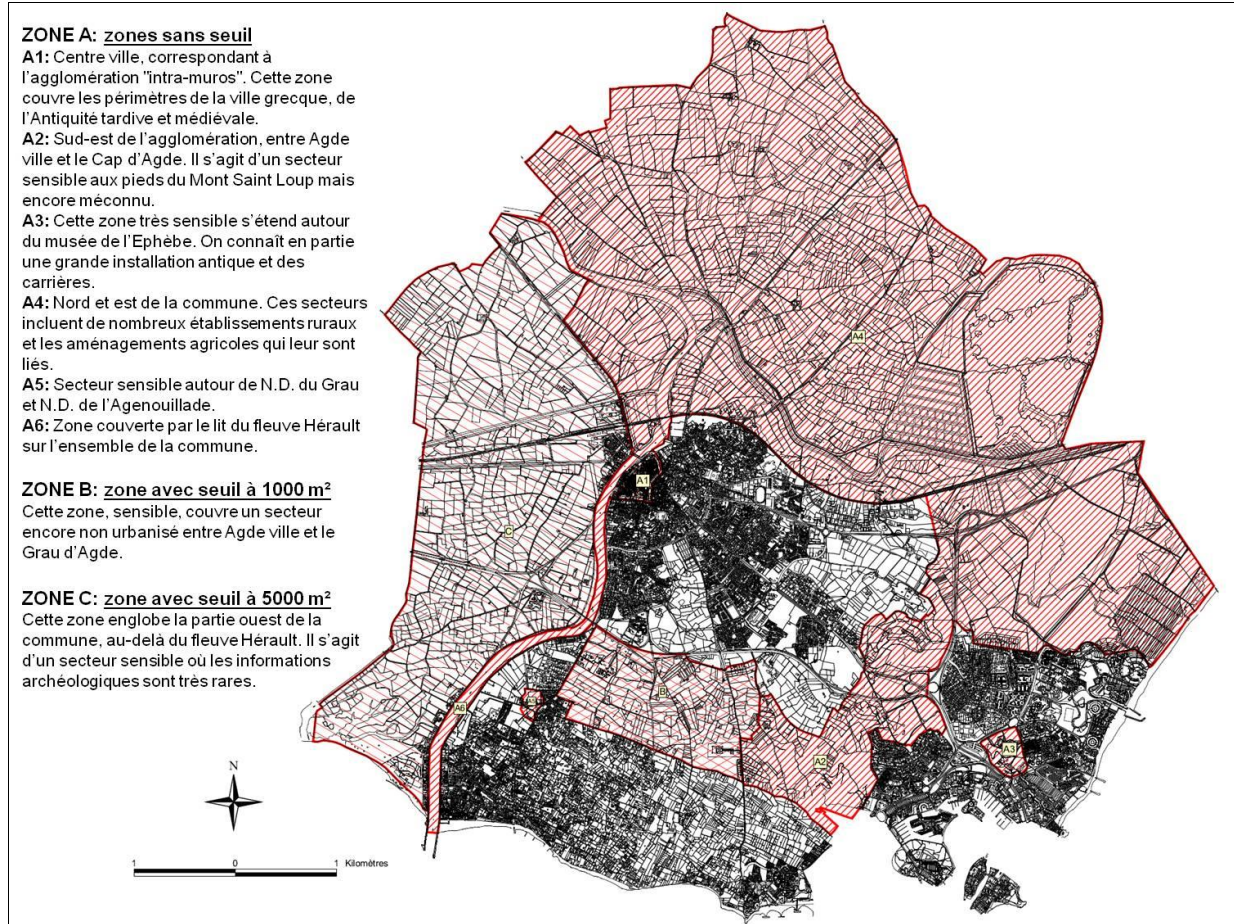 ZONE A: zones sans seuil
A1: Centre ville, correspondant à
l'agglomération "intra-muros". Cette zone
couvre les périmètres de la ville grecque, de
l'Antiquité tardive et médiévale.
A2: Sud-est de l'agglomération, entre Agde
ville et le Cap d'Agde. Il s'agit d'un secteur
sensible aux pieds du Mont Saint Loup mais
encore méconnu.
A3: Cette zone très sensible s'étend autour
du musée de l'Ephèbe. On connaît en partie
une grande installation antique et des
carrières.
A4: Nord et est de la commune. Ces secteurs
incluent de nombreux établissements ruraux
et les aménagements agricoles qui leur sont
liés.
A5: Secteur sensible autour de N.D. du Grau
et N.D. de l'Agenouillade.
A6: Zone couverte par le lit du fleuve Hérault
sur l'ensemble de la commune.
ZONE B: zone avec seuil à 1000 m²
Cette zone, sensible, couvre un secteur
encore non urbanisé entre Agde ville et le
Grau d'Agde.
ZONE C: zone avec seuil à 5000 m²
Cette zone englobe la partie ouest de la
commune, au-delà du fleuve Hérault. Il s'agit
d'un secteur sensible où les informations
archéologiques sont très rares.
A4
A1
C
B
A6
A3
A2
N
1 0 1 Kilomètres